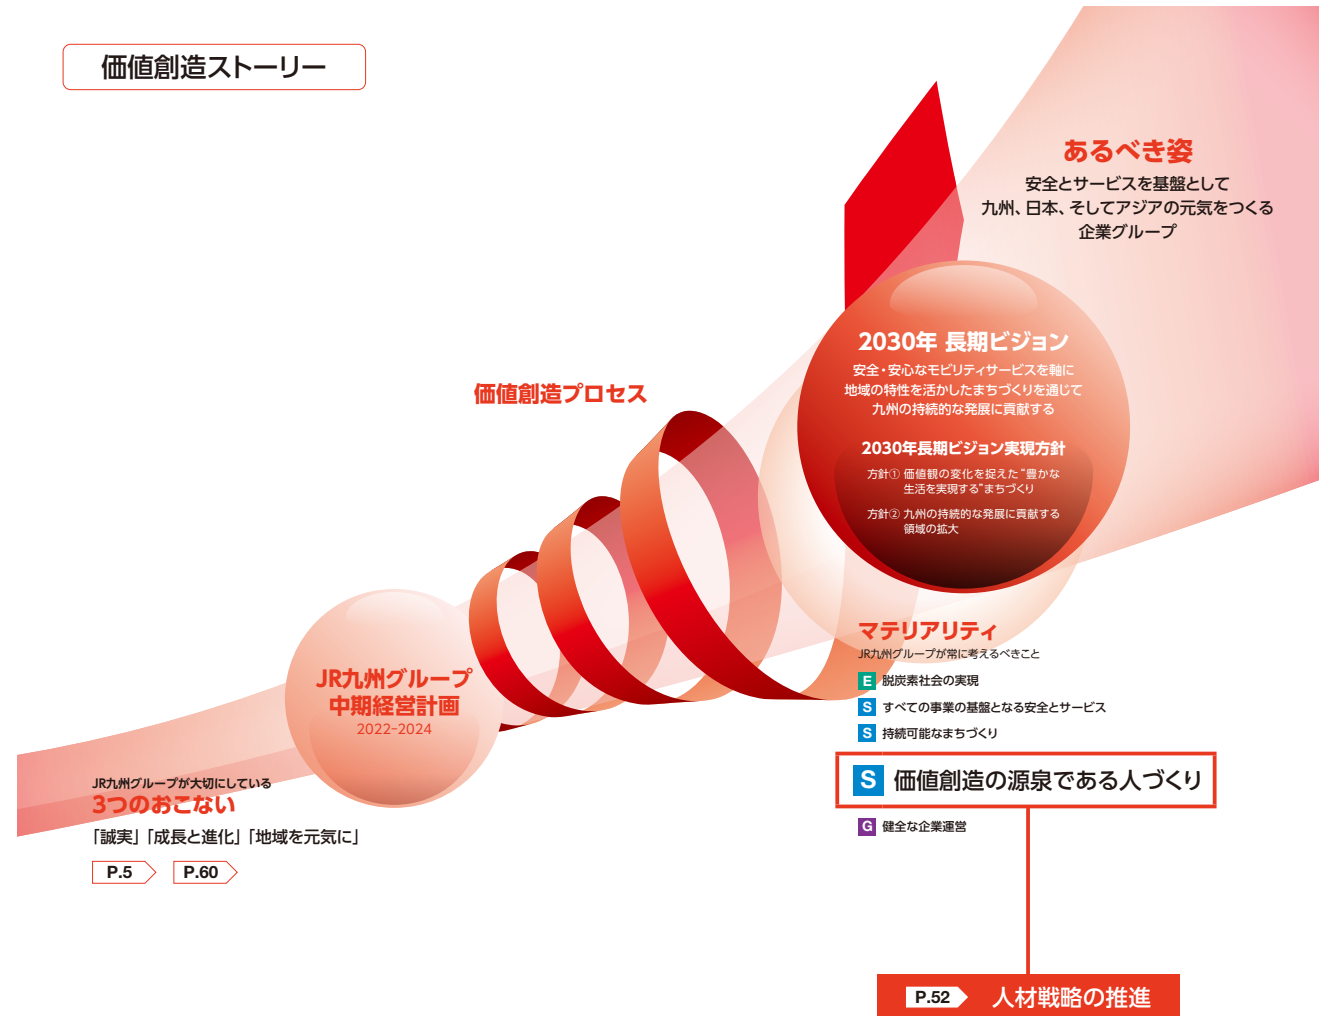 価値創造ストーリー
あるべき姿
安全とサービスを基盤として
九州、日本、そしてアジアの元気をつくる
企業グループ
2030年 長期ビジョン
安全・安心なモビリティサービスを軸に
地域の特性を活かしたまちづくりを通じて
九州の持続的な発展に貢献する
2030年長期ビジョン実現方針
方針① 価値観の変化を捉えた“豊かな
生活を実現する”まちづくり
方針② 九州の持続的な発展に貢献する
領域の拡大
価値創造プロセス
JR九州グループ
中期経営計画
2022-2024
JR九州グループが大切にしている
3つのおこない
「誠実」「成長と進化」「地域を元気に」
P.5 P.60
マテリアリティ
JR九州グループが常に考えるべきこと
E 脱炭素社会の実現
S すべての事業の基盤となる安全とサービス
S 持続可能なまちづくり
S 価値創造の源泉である人づくり
G 健全な企業運営
P.52 人材戦略の推進